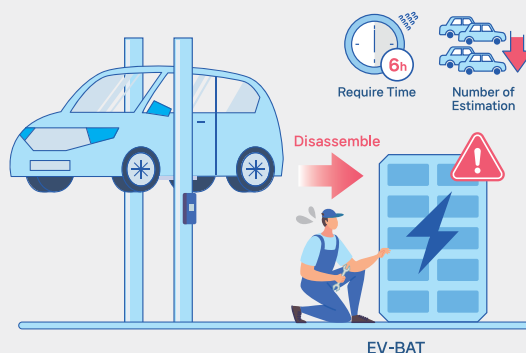 6h
Require Time
Number of
Estimation
Disassemble
EV-BAT